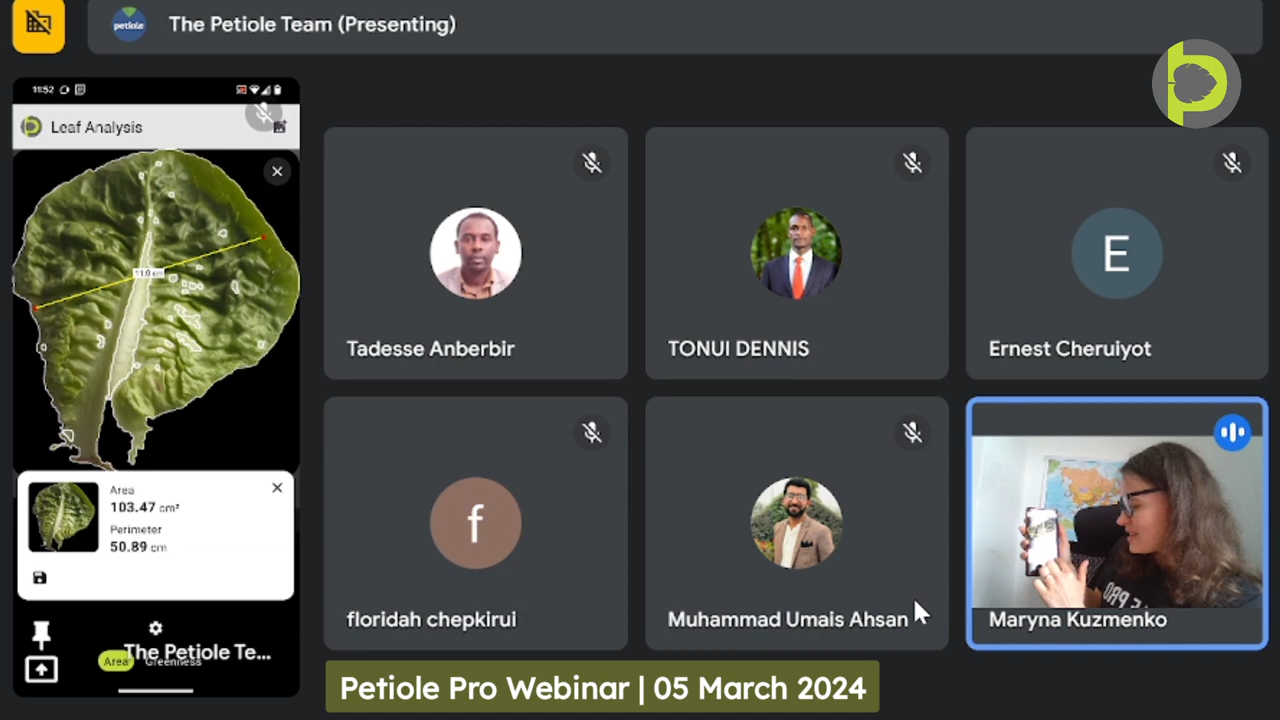 petiole
The Petiole Team (Presenting)
11:52
Leaf Analysis
11.0 cm
Area
103.47 cm²
Perimeter
50.89 cm
The Petiole Te...
Area
Greenness
Tadesse Anberbir
TONUI DENNIS
E
Ernest Cheruiyot
f
floridah chepkirui
Muhammad Umais Ahsan
Maryna Kuzmenko
Petiole Pro Webinar | 05 March 2024